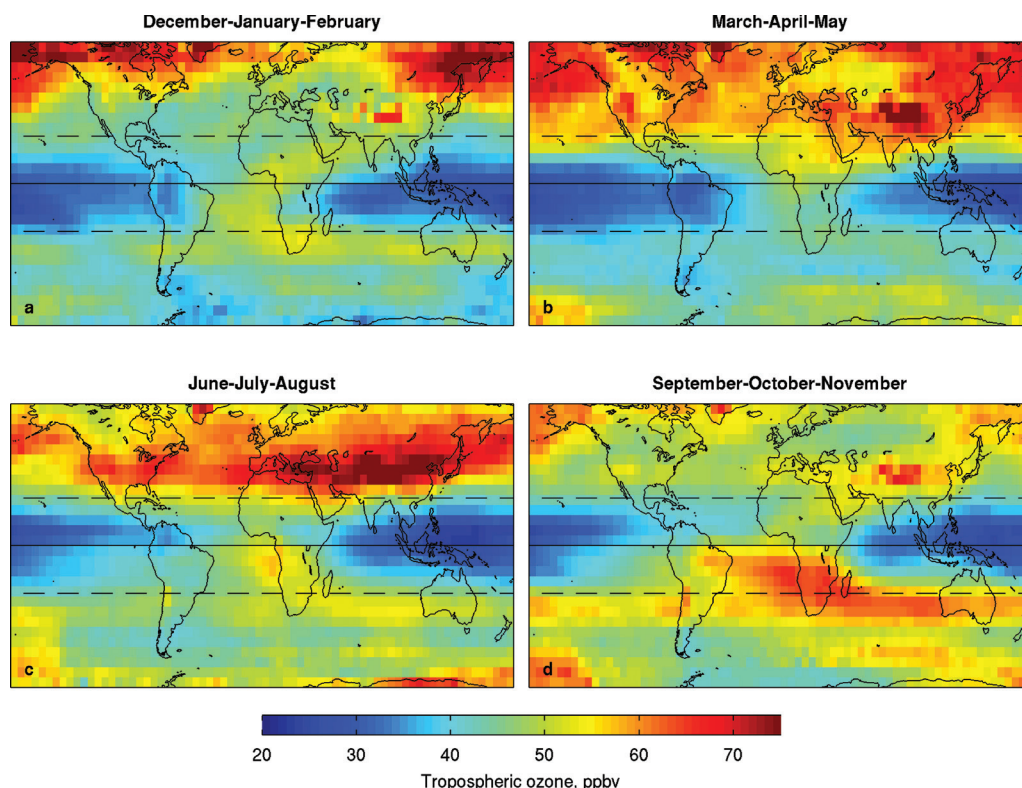 December-January-February
March-April-May
a
b
June-July-August
September-October-November
c
d
20 30 40 50 60 70
Tropospheric ozone, ppbv